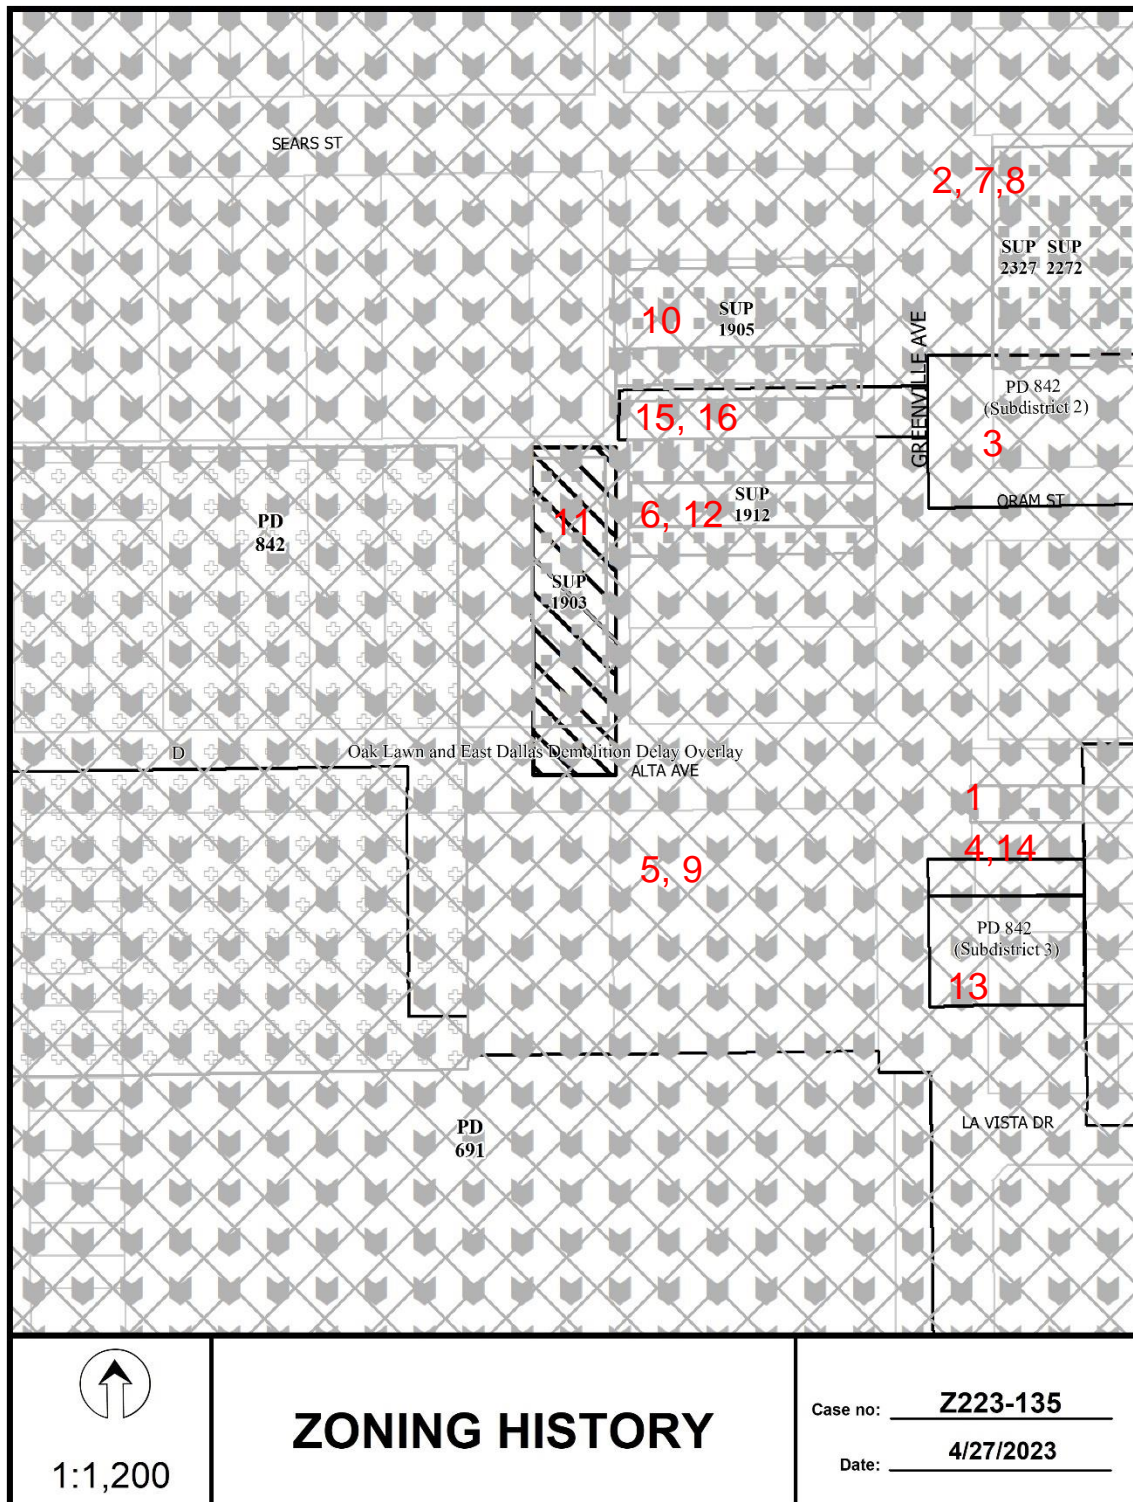 SEARS ST
2, 7,8
SUP
2327
SUP
2272
10
SUP
1905
GREENVILLE AVE
PD 842
(Subdistrict 2)
15, 16
3
ORAM ST
PD
842
11
6, 12
SUP
1912
SUP
1903
D
Oak Lawn and East Dallas Demolition Delay Overlay
ALTA AVE
1
4,14
5, 9
PD 842
(Subdistrict 3)
13
PD
691
LA VISTA DR
1:1,200
ZONING HISTORY
Case no: Z223-135
Date: 4/27/2023